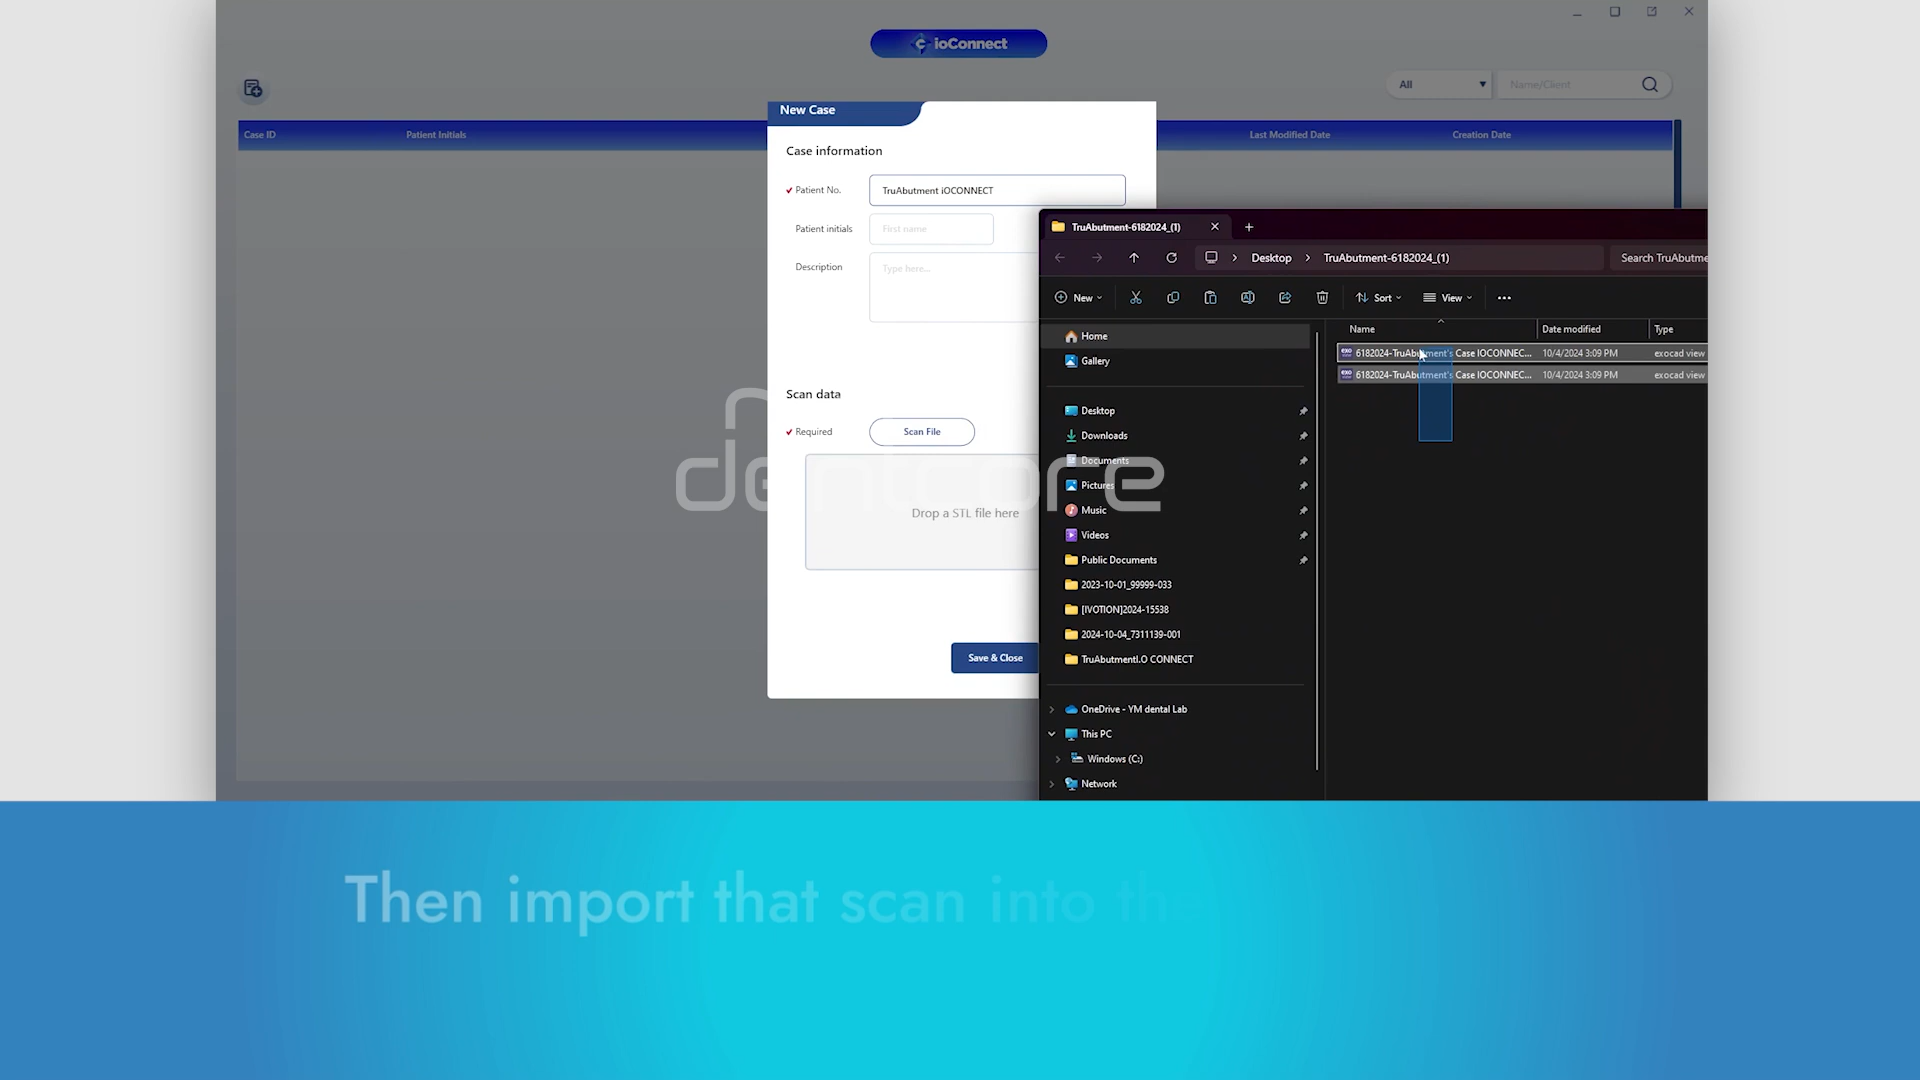 ioConnect
All
Name/Client
Case ID
Patient Initials
Last Modified Date
Creation Date
New Case
Case information
Patient No.
TruAbutment iOCONNECT
Patient initials
First name
Description
Type here...
Scan data
Required
Scan File
Drop a STL file here
Save & Close
dentcore
TruAbutment-6182024_(1)
Desktop
TruAbutment-6182024_(1)
Search TruAbutme
New
Sort
View
Name
Date modified
Type
6182024-TruAbutment's Case IOCONNEC...
10/4/2024 3:09 PM
exocad view
6182024-TruAbutment's Case IOCONNEC...
10/4/2024 3:09 PM
exocad view
Home
Gallery
Desktop
Downloads
Documents
Pictures
Music
Videos
Public Documents
2023-10-01_99999-033
[IVOTION]2024-15538
2024-10-04_7311139-001
TruAbutmentI.O CONNECT
OneDrive - YM dental Lab
This PC
Windows (C:)
Network
Then import that scan into the